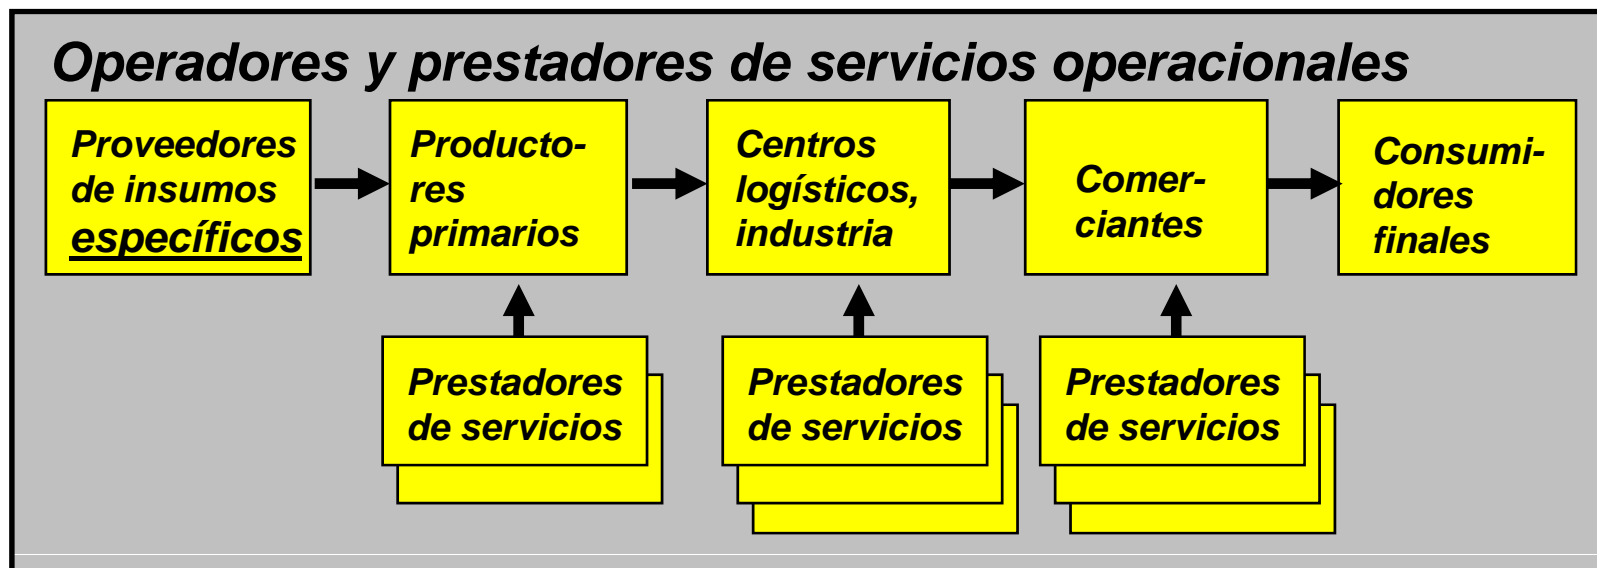 Operadores y prestadores de servicios operacionales
Proveedores
de insumos
específicos
Producto-
res
primarios
Centros
logísticos,
industria
Comer-
ciantes
Consumi-
dores
finales
Prestadores
de servicios
Prestadores
de servicios
Prestadores
de servicios